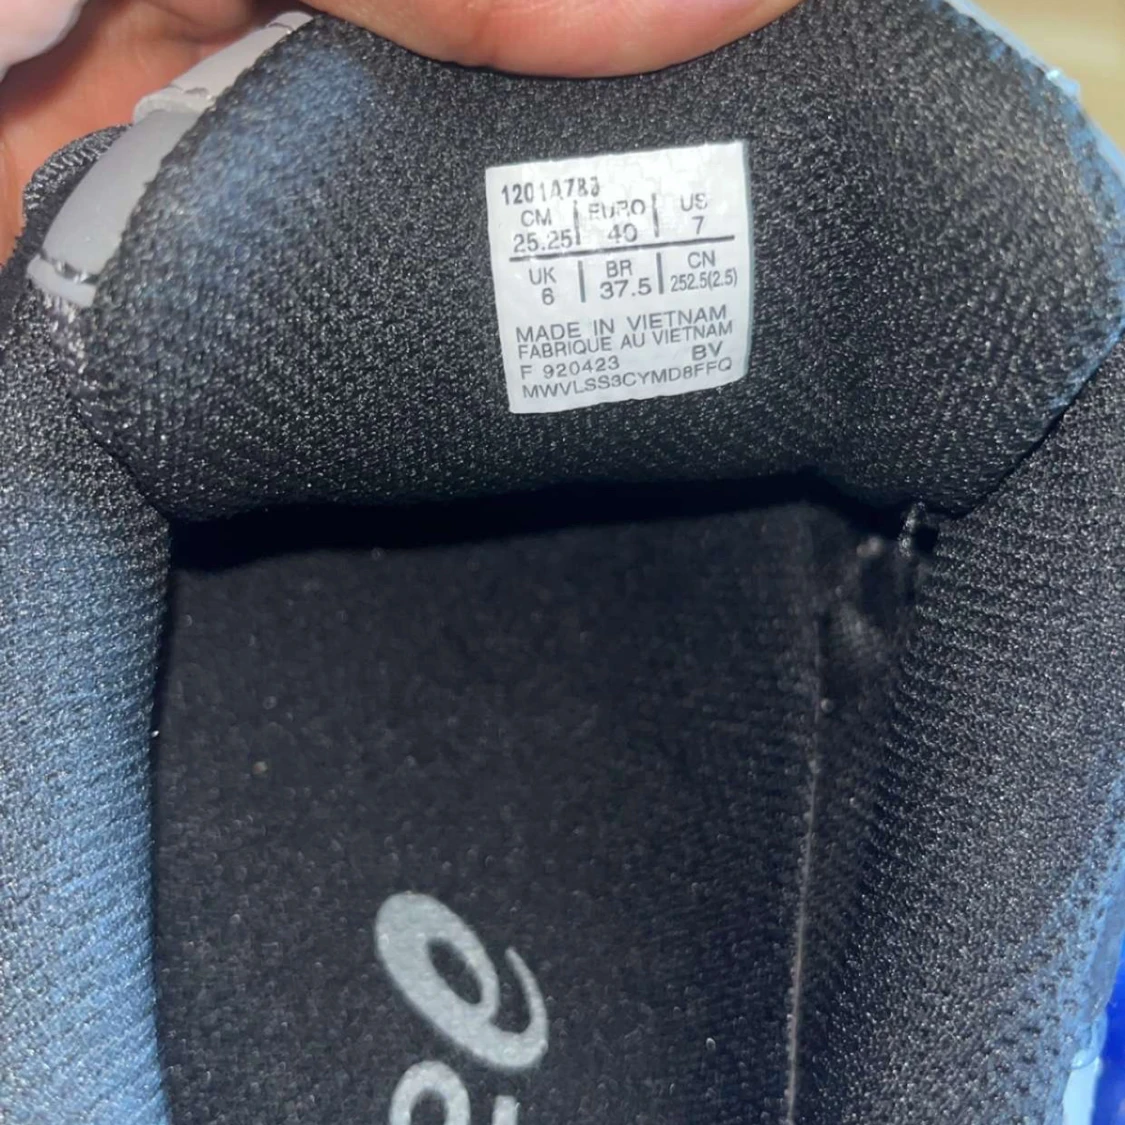 1201A783
CM | EURO | US
25.25 | 40 | 7
UK | BR | CN
6 | 37.5 | 252.5(2.5)
MADE IN VIETNAM
FABRIQUE AU VIETNAM
F 920423 BV
MWVLSS3CYMD8FFQ